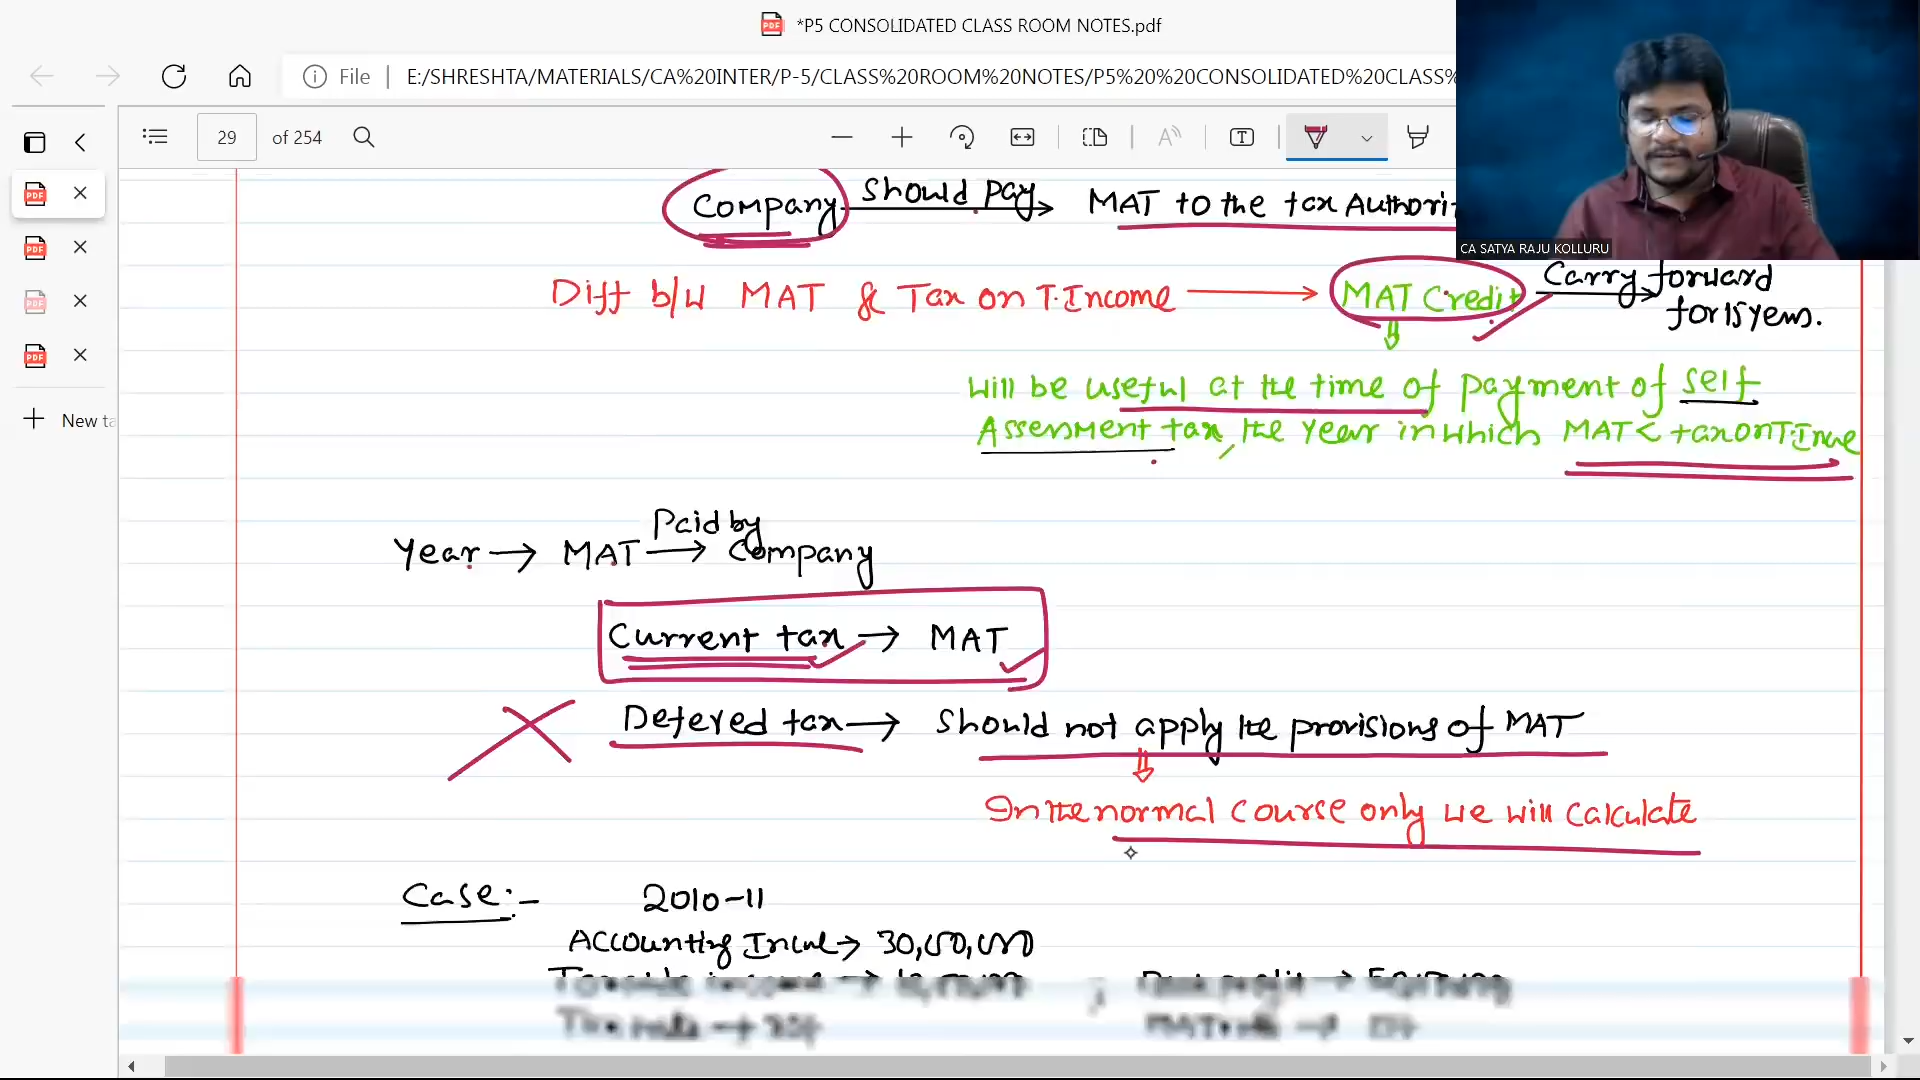 *P5 CONSOLIDATED CLASS ROOM NOTES.pdf
File
E:/SHRESHTA/MATERIALS/CA%20INTER/P-5/CLASS%20ROOM%20NOTES/P5%20%20CONSOLIDATED%20CLASS%
29 of 254
New ta
CA SATYA RAJU KOLLURU
Company should pay MAT to the tax Authorit
Diff b/w MAT & Tax on T.Income → MAT Credit → Carry forward
for 15 years.
will be useful at the time of payment of self
Assessment tax, the year in which MAT < tax on T.Income
Year → MAT Paid by → Company
Current tax → MAT
Defered tax → should not apply the provisions of MAT
In the normal course only we will calculate
Case:- 2010-11
Accounting Income → 30,00,000